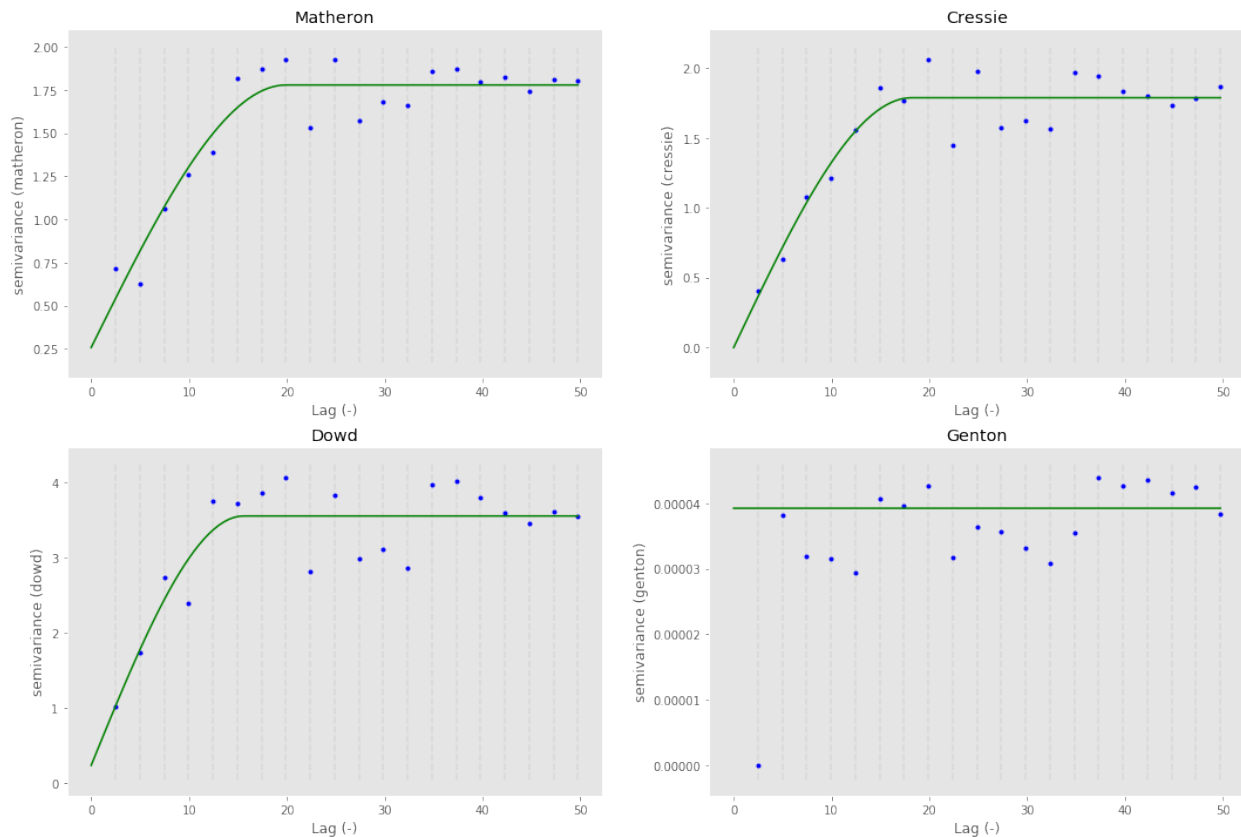 Matheron
2.00
1.75
1.50
1.25
1.00
0.75
0.50
0.25
semivariance (matheron)
0 10 20 30 40 50
Lag (-)
Cressie
2.0
1.5
1.0
0.5
0.0
semivariance (cressie)
0 10 20 30 40 50
Lag (-)
Dowd
4
3
2
1
0
semivariance (dowd)
0 10 20 30 40 50
Lag (-)
Genton
0.00004
0.00003
0.00002
0.00001
0.00000
semivariance (genton)
0 10 20 30 40 50
Lag (-)